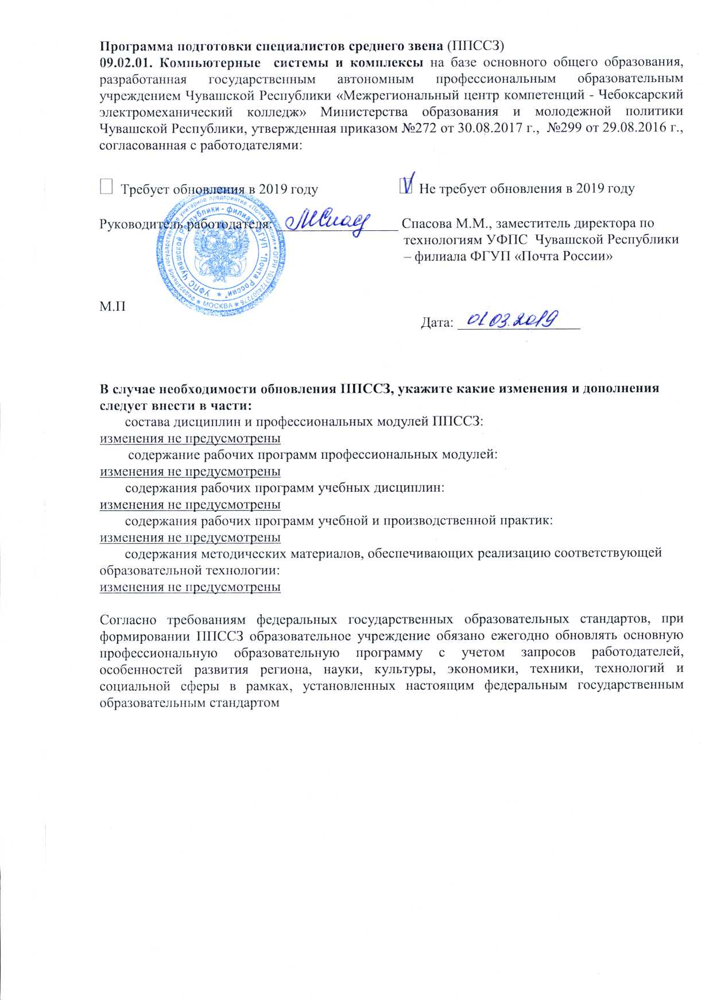 Программа подготовки специалистов среднего звена (ППССЗ)
09.02.01. Компьютерные системы и комплексы на базе основного общего образования,
разработанная государственным автономным профессиональным образовательным
учреждением Чувашской Республики «Межрегиональный центр компетенций - Чебоксарский
электромеханический колледж» Министерства образования и молодежной политики
Чувашской Республики, утвержденная приказом №272 от 30.08.2017 г., №299 от 29.08.2016 г.,
согласованная с работодателями:
Требует обновления в 2019 году
V Не требует обновления в 2019 году
Руководитель работодателя: Спасова М.М., заместитель директора по
технологиям УФПС Чувашской Республики
– филиала ФГУП «Почта России»
Федеральное государственное унитарное предприятие «Почта России» ОГРН 1037724007276
МОСКВА
УФПС Чувашской Республики - филиал ФГУП "Почта России"
М.П
Дата: 01.03.2019
В случае необходимости обновления ППССЗ, укажите какие изменения и дополнения
следует внести в части:
состава дисциплин и профессиональных модулей ППССЗ:
изменения не предусмотрены
содержание рабочих программ профессиональных модулей:
изменения не предусмотрены
содержания рабочих программ учебных дисциплин:
изменения не предусмотрены
содержания рабочих программ учебной и производственной практик:
изменения не предусмотрены
содержания методических материалов, обеспечивающих реализацию соответствующей
образовательной технологии:
изменения не предусмотрены
Согласно требованиям федеральных государственных образовательных стандартов, при
формировании ППССЗ образовательное учреждение обязано ежегодно обновлять основную
профессиональную образовательную программу с учетом запросов работодателей,
особенностей развития региона, науки, культуры, экономики, техники, технологий и
социальной сферы в рамках, установленных настоящим федеральным государственным
образовательным стандартом